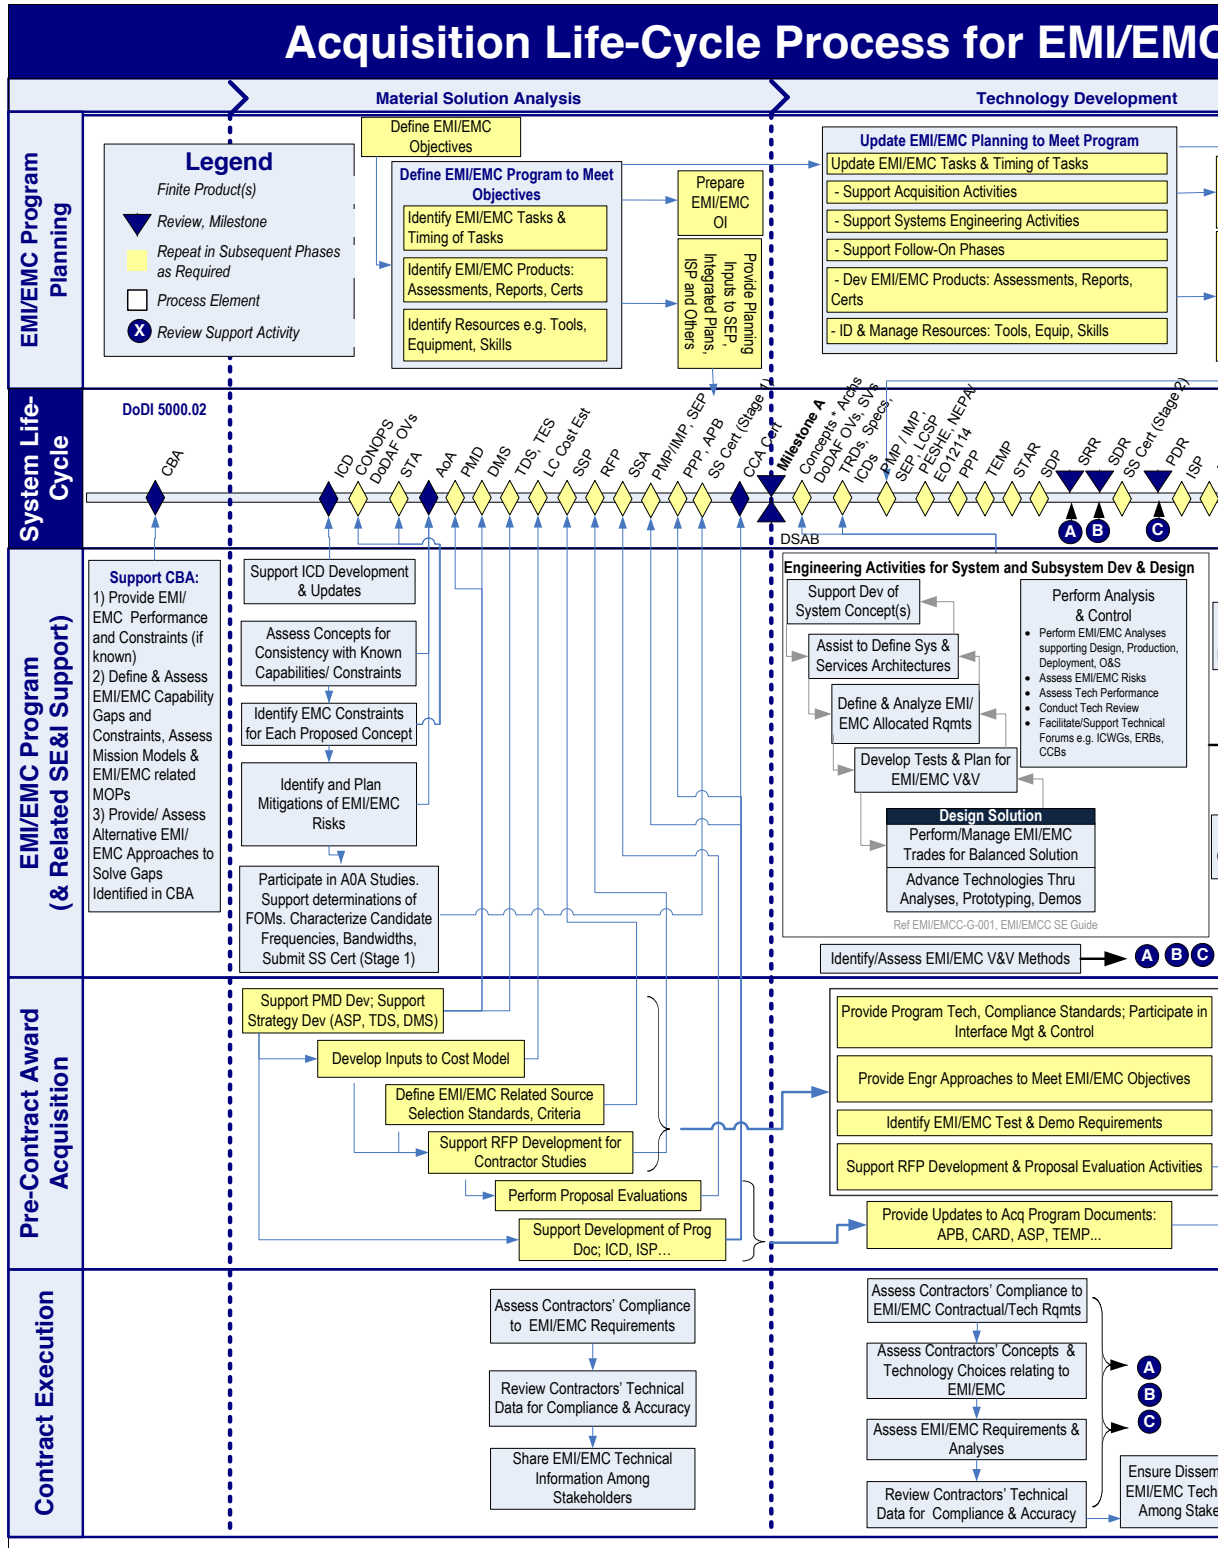 Acquisition Life-Cycle Process for EMI/EMC
Material Solution Analysis
Technology Development
EMI/EMC Program
Planning
Legend
Finite Product(s)
Review, Milestone
Repeat in Subsequent Phases
as Required
Process Element
X
Review Support Activity
Define EMI/EMC
Objectives
Define EMI/EMC Program to Meet
Objectives
Identify EMI/EMC Tasks &
Timing of Tasks
Identify EMI/EMC Products:
Assessments, Reports, Certs
Identify Resources e.g. Tools,
Equipment, Skills
Prepare
EMI/EMC
OI
Provide Planning
Inputs to SEP,
Integrated Plans,
ISP and Others
Update EMI/EMC Planning to Meet Program
Update EMI/EMC Tasks & Timing of Tasks
- Support Acquisition Activities
- Support Systems Engineering Activities
- Support Follow-On Phases
- Dev EMI/EMC Products: Assessments, Reports,
Certs
- ID & Manage Resources: Tools, Equip, Skills
System Life-
Cycle
DoDI 5000.02
CBA
ICD
CONOPS
DoDAF OVs
STA
AoA
PMD
DMS
TDS, TES
LC Cost Est
SSP
RFP
SSA
PMP/IMP, SEP
PPP, APB
SS Cert (Stage 1)
CCA Cert
Milestone A
Concepts * Archs
DoDAF OVs, SVs
TRDs, Specs,
ICDs
PMP / IMP,
SEP, LCSP
PESHE, NEPA/
EO12114
PPP
TEMP
STAR
SDP
SRR
SDR
SS Cert (Stage 2)
PDR
ISP
DSAB
A
B
C
EMI/EMC Program
(& Related SE&I Support)
Support CBA:
1) Provide EMI/
EMC Performance
and Constraints (if
known)
2) Define & Assess
EMI/EMC Capability
Gaps and
Constraints, Assess
Mission Models &
EMI/EMC related
MOPs
3) Provide/ Assess
Alternative EMI/
EMC Approaches to
Solve Gaps
Identified in CBA
Support ICD Development
& Updates
Assess Concepts for
Consistency with Known
Capabilities/ Constraints
Identify EMC Constraints
for Each Proposed Concept
Identify and Plan
Mitigations of EMI/EMC
Risks
Participate in A0A Studies.
Support determinations of
FOMs. Characterize Candidate
Frequencies, Bandwidths,
Submit SS Cert (Stage 1)
Engineering Activities for System and Subsystem Dev & Design
Support Dev of
System Concept(s)
Assist to Define Sys &
Services Architectures
Define & Analyze EMI/
EMC Allocated Rqmts
Develop Tests & Plan for
EMI/EMC V&V
Design Solution
Perform/Manage EMI/EMC
Trades for Balanced Solution
Advance Technologies Thru
Analyses, Prototyping, Demos
Perform Analysis
& Control
• Perform EMI/EMC Analyses
supporting Design, Production,
Deployment, O&S
• Assess EMI/EMC Risks
• Assess Tech Performance
• Conduct Tech Review
• Facilitate/Support Technical
Forums e.g. ICWGs, ERBs,
CCBs
Ref EMI/EMCC-G-001, EMI/EMCC SE Guide
Identify/Assess EMI/EMC V&V Methods
A
B
C
Pre-Contract Award
Acquisition
Support PMD Dev; Support
Strategy Dev (ASP, TDS, DMS)
Develop Inputs to Cost Model
Define EMI/EMC Related Source
Selection Standards, Criteria
Support RFP Development for
Contractor Studies
Perform Proposal Evaluations
Support Development of Prog
Doc; ICD, ISP…
Provide Program Tech, Compliance Standards; Participate in
Interface Mgt & Control
Provide Engr Approaches to Meet EMI/EMC Objectives
Identify EMI/EMC Test & Demo Requirements
Support RFP Development & Proposal Evaluation Activities
Provide Updates to Acq Program Documents:
APB, CARD, ASP, TEMP...
Contract Execution
Assess Contractors' Compliance
to EMI/EMC Requirements
Review Contractors' Technical
Data for Compliance & Accuracy
Share EMI/EMC Technical
Information Among
Stakeholders
Assess Contractors' Compliance to
EMI/EMC Contractual/Tech Rqmts
Assess Contractors' Concepts &
Technology Choices relating to
EMI/EMC
Assess EMI/EMC Requirements &
Analyses
Review Contractors' Technical
Data for Compliance & Accuracy
A
B
C
Ensure Dissem
EMI/EMC Tech
Among Stake